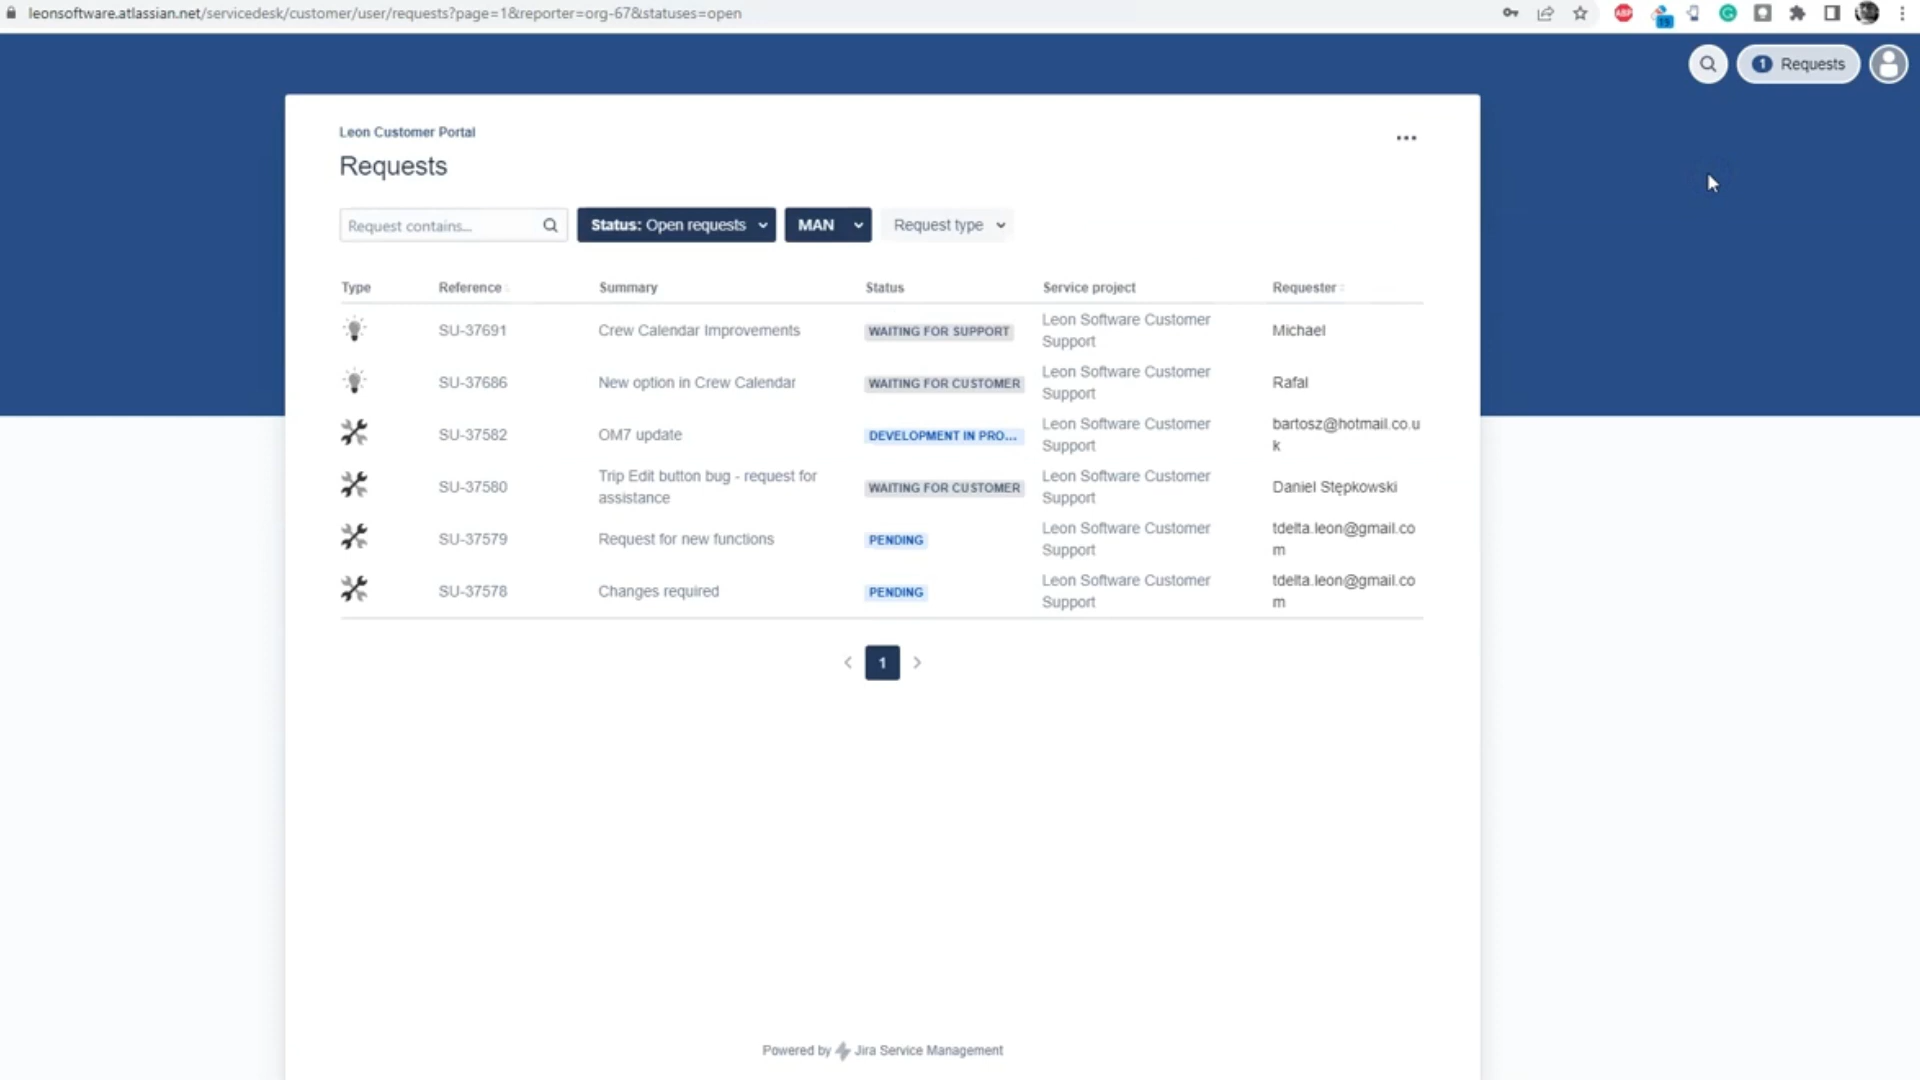 leonsoftware.atlassian.net/servicedesk/customer/user/requests?page=1&reporter=org-67&statuses=open
1 Requests
Leon Customer Portal
Requests
Request contains...
Status: Open requests
MAN
Request type
Type Reference Summary Status Service project Requester
SU-37691 Crew Calendar Improvements WAITING FOR SUPPORT Leon Software Customer Michael
Support
SU-37686 New option in Crew Calendar WAITING FOR CUSTOMER Leon Software Customer Rafal
Support
SU-37582 OM7 update DEVELOPMENT IN PRO... Leon Software Customer bartosz@hotmail.co.u
Support k
SU-37580 Trip Edit button bug - request for WAITING FOR CUSTOMER Leon Software Customer Daniel Stępkowski
assistance Support
SU-37579 Request for new functions PENDING Leon Software Customer tdelta.leon@gmail.co
Support m
SU-37578 Changes required PENDING Leon Software Customer tdelta.leon@gmail.co
Support m
1
Powered by Jira Service Management